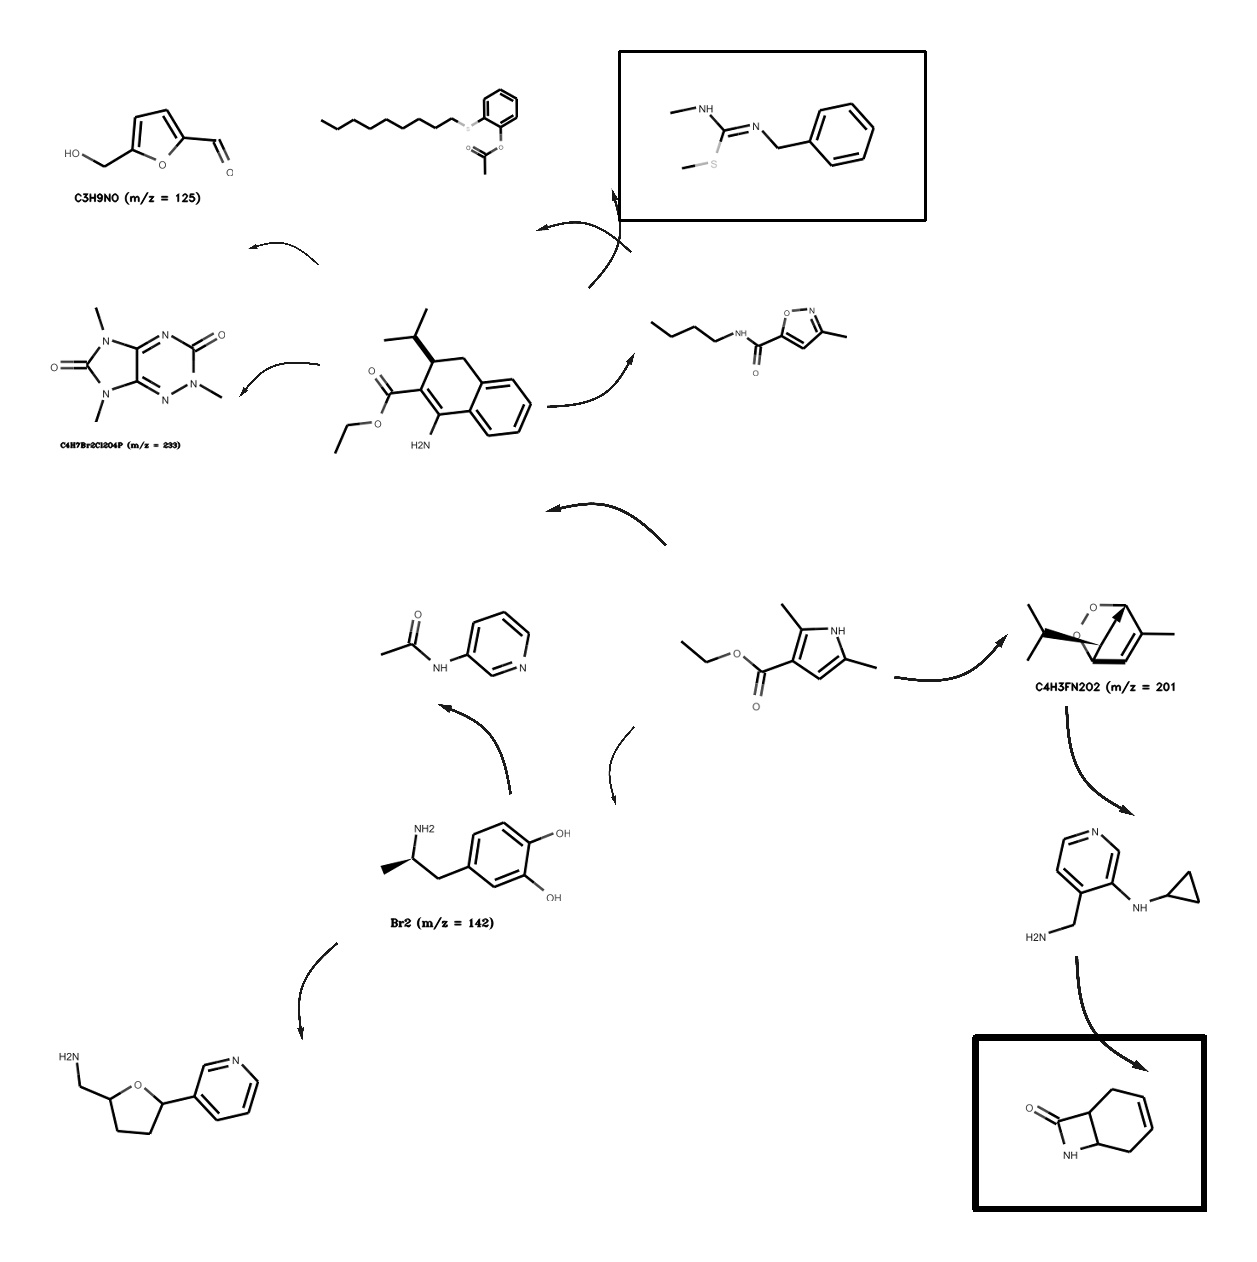 NH
N
S
HO
O
O
S
O
O
C3H9NO (m/z = 125)
N
N
O
O
N
N
N
N
C4H7Br2Cl2O4P (m/z = 233)
O
O
H2N
O
N
NH
O
O
NH
N
NH
O
O
O
O
C4H3FN2O2 (m/z = 201
NH2
OH
OH
Br2 (m/z = 142)
N
NH
H2N
H2N
O
N
O
NH